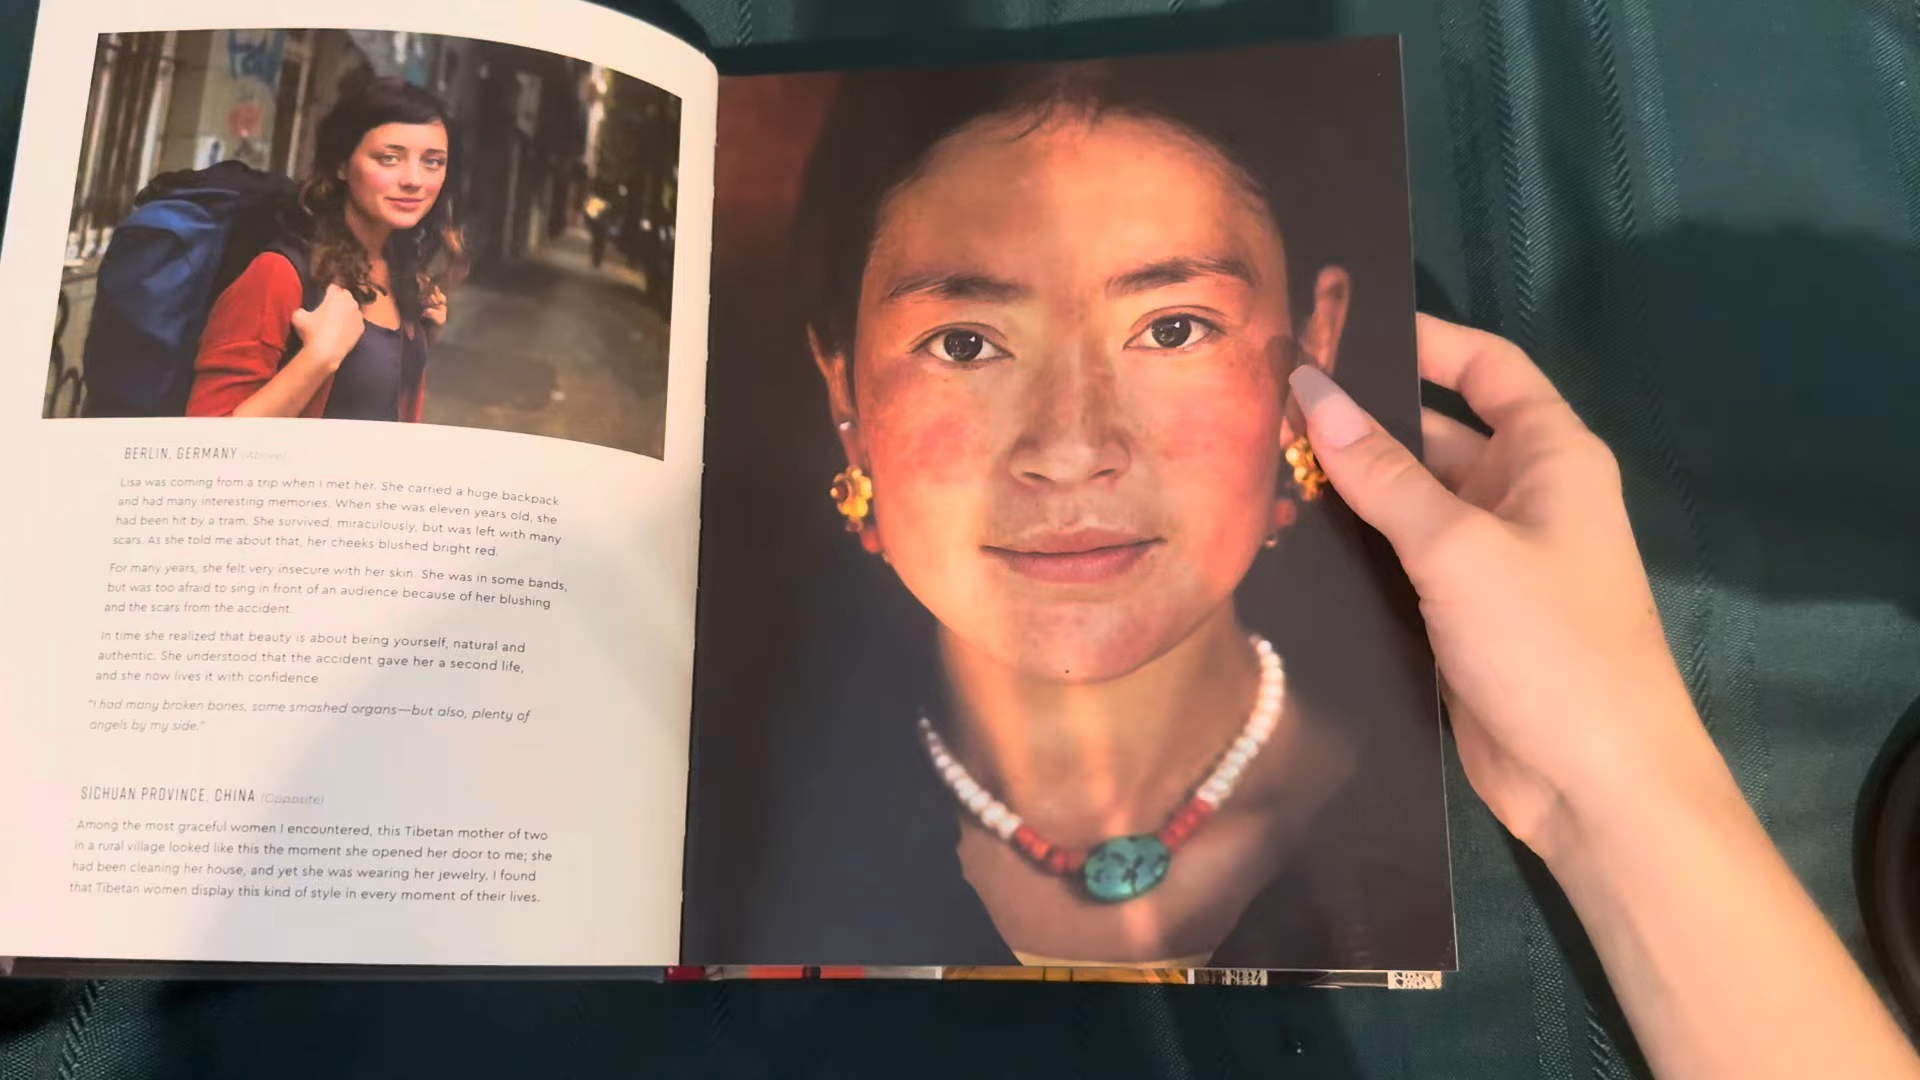 BERLIN, GERMANY (Above)
Lisa was coming from a trip when I met her. She carried a huge backpack
and had many interesting memories. When she was eleven years old, she
had been hit by a tram. She survived, miraculously, but was left with many
scars. As she told me about that, her cheeks blushed bright red.
For many years, she felt very insecure with her skin. She was in some bands,
but was too afraid to sing in front of an audience because of her blushing
and the scars from the accident.
In time she realized that beauty is about being yourself, natural and
authentic. She understood that the accident gave her a second life,
and she now lives it with confidence
"I had many broken bones, some smashed organs—but also, plenty of
angels by my side."
SICHUAN PROVINCE, CHINA (Opposite)
Among the most graceful women I encountered, this Tibetan mother of two
in a rural village looked like this the moment she opened her door to me; she
had been cleaning her house, and yet she was wearing her jewelry. I found
that Tibetan women display this kind of style in every moment of their lives.